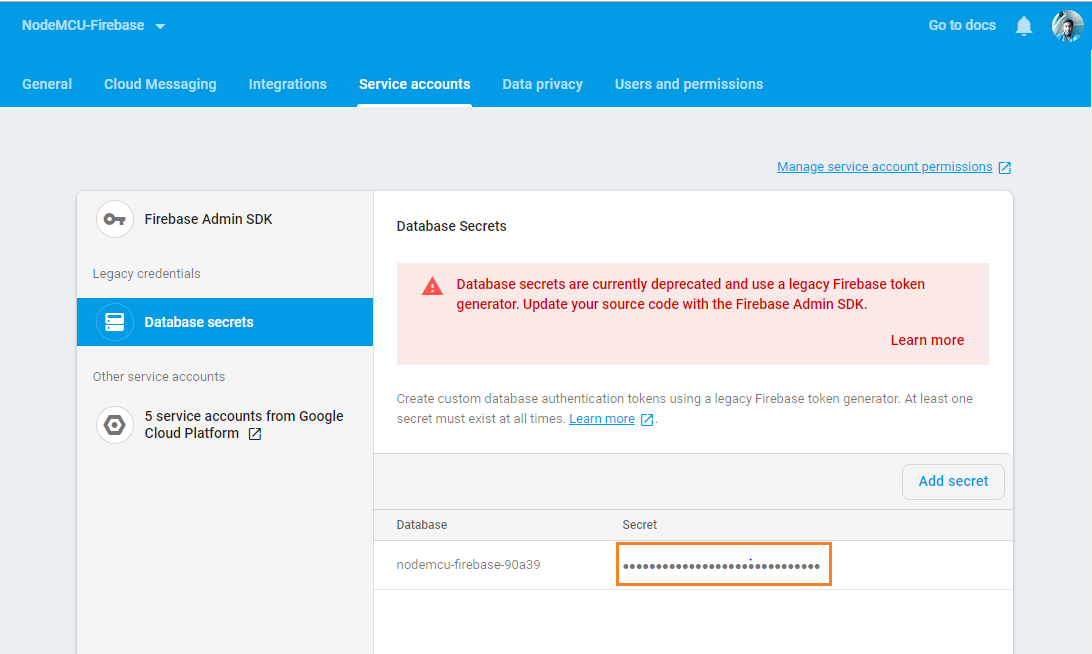 NodeMCU-Firebase
Go to docs
General Cloud Messaging Integrations Service accounts Data privacy Users and permissions
Manage service account permissions
Firebase Admin SDK
Legacy credentials
Database secrets
Other service accounts
5 service accounts from Google
Cloud Platform
Database Secrets
Database secrets are currently deprecated and use a legacy Firebase token
generator. Update your source code with the Firebase Admin SDK.
Learn more
Create custom database authentication tokens using a legacy Firebase token generator. At least one
secret must exist at all times. Learn more .
Add secret
Database Secret
nodemcu-firebase-90a39 ••••••••••••••••••••••••••••••